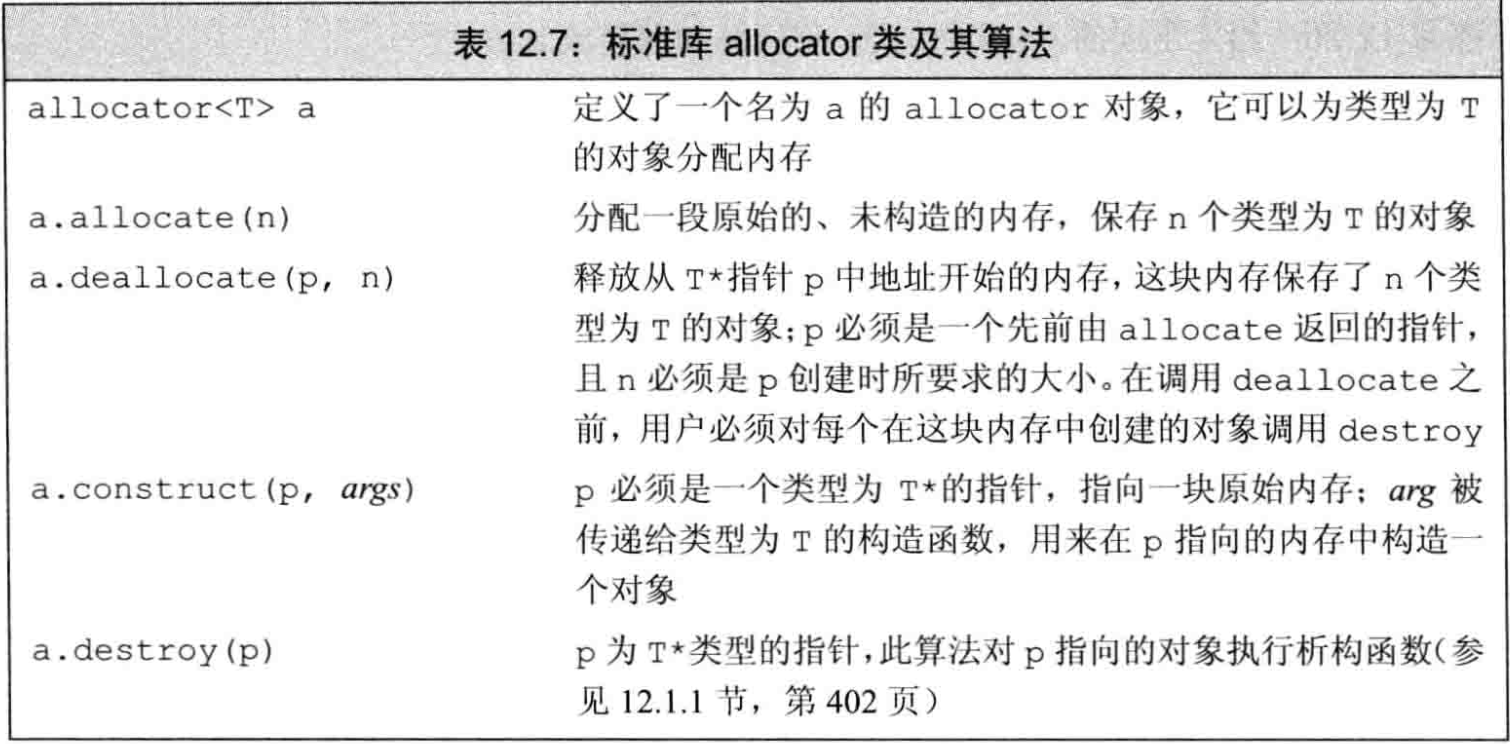 表 12.7：标准库 allocator 类及其算法
allocator<T> a 定义了一个名为 a 的 allocator 对象，它可以为类型为 T
的对象分配内存
a.allocate(n) 分配一段原始的、未构造的内存，保存 n 个类型为 T 的对象
a.deallocate(p, n) 释放从 T*指针 p 中地址开始的内存，这块内存保存了 n 个类
型为 T 的对象；p 必须是一个先前由 allocate 返回的指针，
且 n 必须是 p 创建时所要求的大小。在调用 deallocate 之
前，用户必须对每个在这块内存中创建的对象调用 destroy
a.construct(p, args) p 必须是一个类型为 T*的指针，指向一块原始内存；arg 被
传递给类型为 T 的构造函数，用来在 p 指向的内存中构造一
个对象
a.destroy(p) p 为 T*类型的指针，此算法对 p 指向的对象执行析构函数（参
见 12.1.1 节，第 402 页）